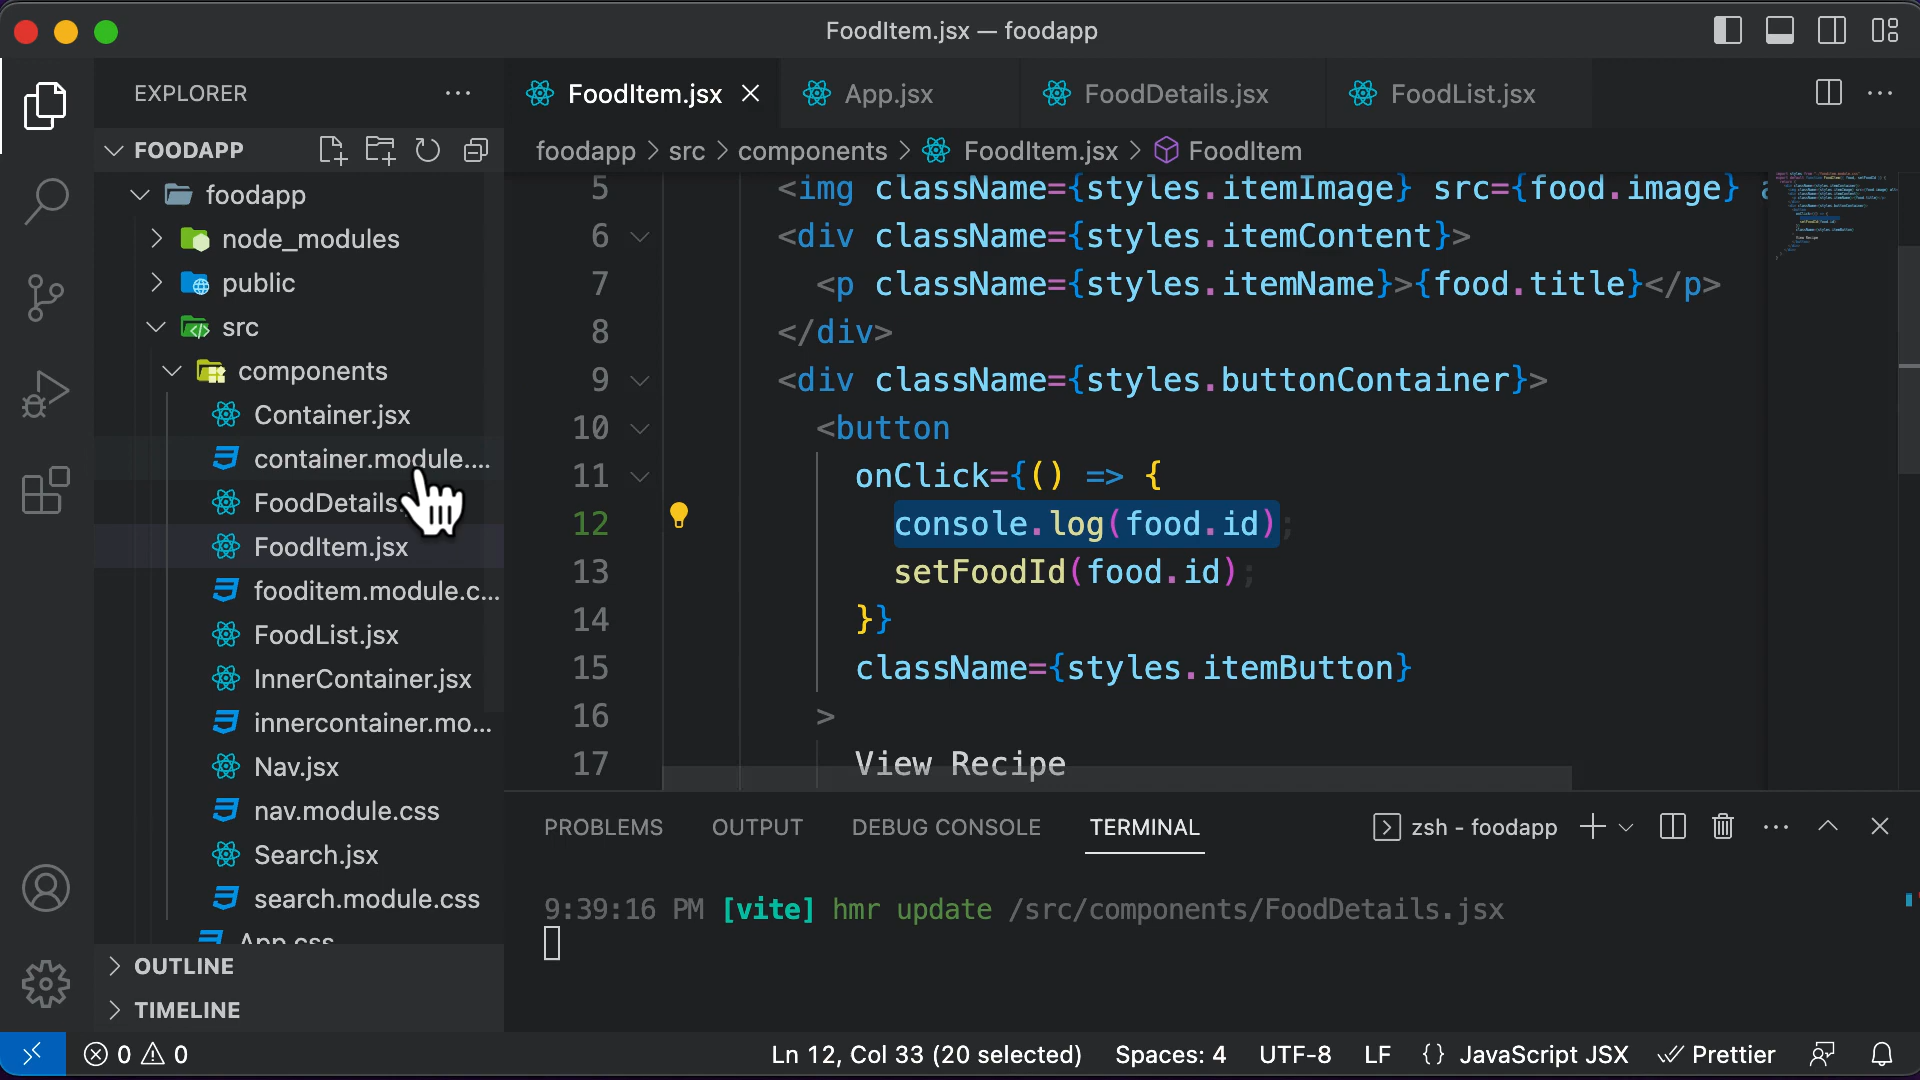 FoodItem.jsx — foodapp
EXPLORER
FoodItem.jsx
App.jsx
FoodDetails.jsx
FoodList.jsx
FOODAPP
foodapp > src > components > FoodItem.jsx > FoodItem
foodapp
node_modules
public
src
components
Container.jsx
container.module....
FoodDetails.
FoodItem.jsx
fooditem.module.c...
FoodList.jsx
InnerContainer.jsx
innercontainer.mo...
Nav.jsx
nav.module.css
Search.jsx
search.module.css
App.css
OUTLINE
TIMELINE
5 <img className={styles.itemImage} src={food.image} a
6 <div className={styles.itemContent}>
7 <p className={styles.itemName}>{food.title}</p>
8 </div>
9 <div className={styles.buttonContainer}>
10 <button
11 onClick={() => {
12 console.log(food.id);
13 setFoodId(food.id);
14 }}
15 className={styles.itemButton}
16 >
17 View Recipe
PROBLEMS OUTPUT DEBUG CONSOLE TERMINAL
zsh - foodapp
9:39:16 PM [vite] hmr update /src/components/FoodDetails.jsx
0 0
Ln 12, Col 33 (20 selected)
Spaces: 4
UTF-8
LF
{} JavaScript JSX
Prettier